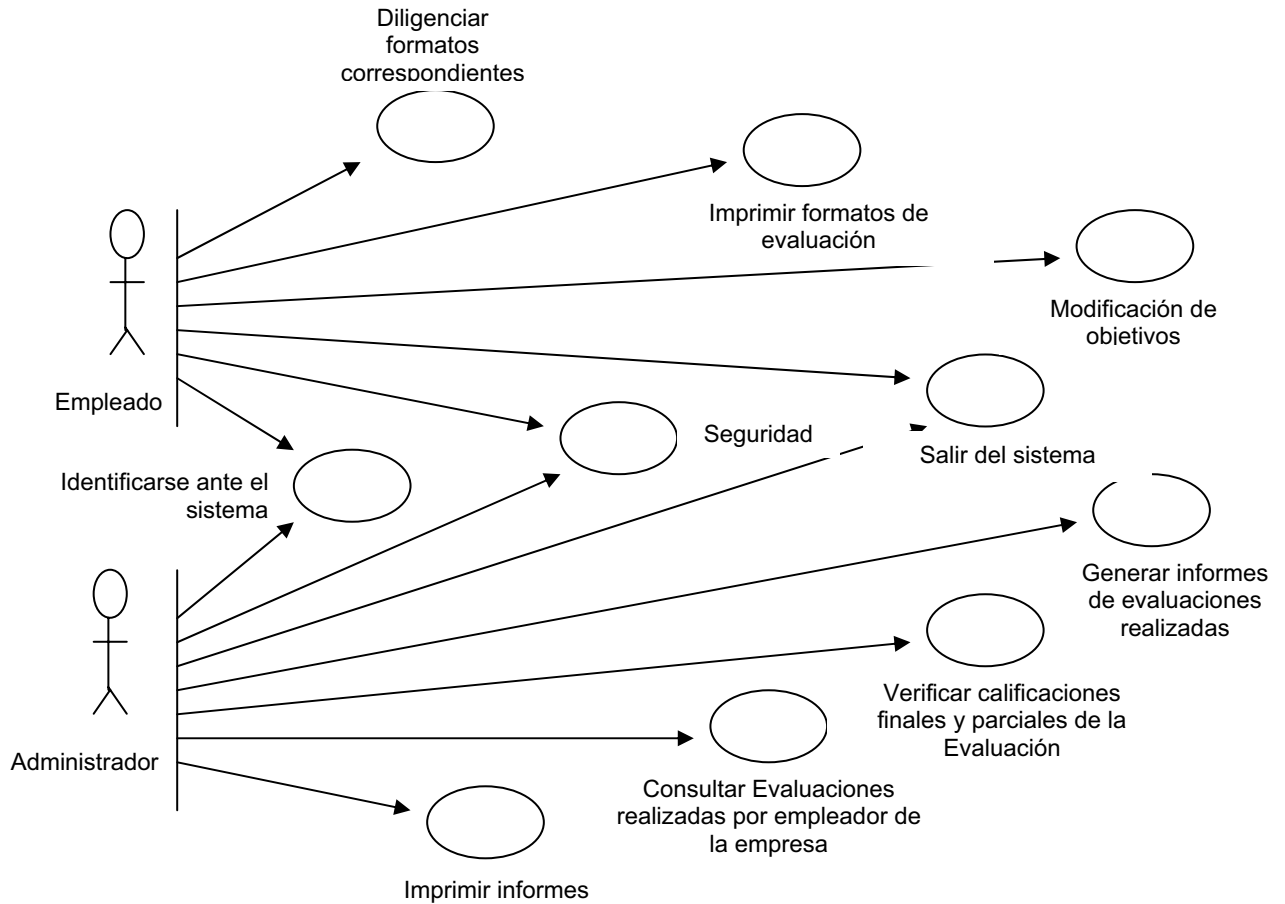 Diligenciar
formatos
correspondientes
Imprimir formatos de
evaluación
Modificación de
objetivos
Empleado
Seguridad
Salir del sistema
Identificarse ante el
sistema
Generar informes
de evaluaciones
realizadas
Verificar calificaciones
finales y parciales de la
Evaluación
Administrador
Consultar Evaluaciones
realizadas por empleador de
la empresa
Imprimir informes